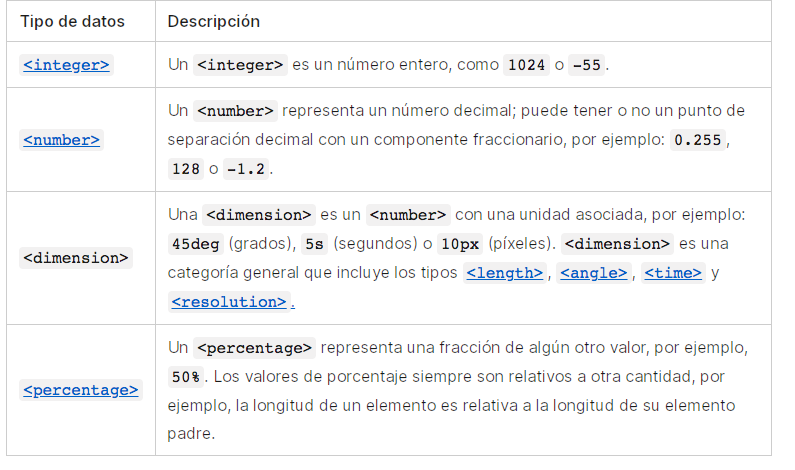 Tipo de datos Descripción
<integer> Un <integer> es un número entero, como 1024 o -55.
Un <number> representa un número decimal; puede tener o no un punto de
<number> separación decimal con un componente fraccionario, por ejemplo: 0.255,
128 o -1.2.
Una <dimension> es un <number> con una unidad asociada, por ejemplo:
45deg (grados), 5s (segundos) o 10px (píxeles). <dimension> es una
<dimension> categoría general que incluye los tipos <length>, <angle>, <time> y
<resolution>.
Un <percentage> representa una fracción de algún otro valor, por ejemplo,
50%. Los valores de porcentaje siempre son relativos a otra cantidad, por
<percentage> ejemplo, la longitud de un elemento es relativa a la longitud de su elemento
padre.